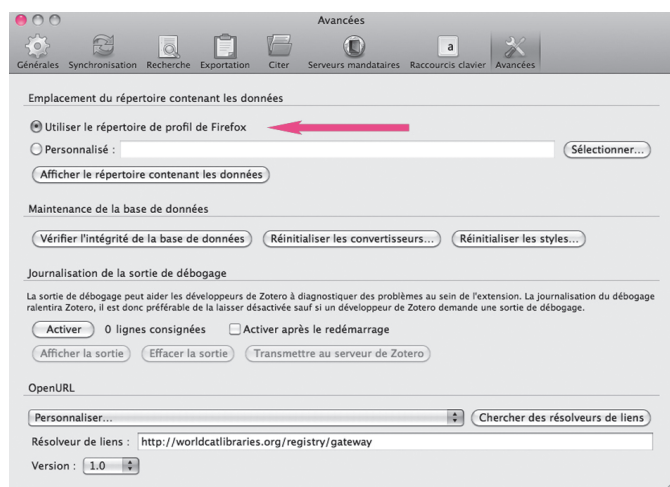 Avancées
Générales Synchronisation Recherche Exportation Citer Serveurs mandataires Raccourcis clavier Avancées
a
Emplacement du répertoire contenant les données
Utiliser le répertoire de profil de Firefox
Personnalisé : Sélectionner...
Afficher le répertoire contenant les données
Maintenance de la base de données
Vérifier l'intégrité de la base de données Réinitialiser les convertisseurs... Réinitialiser les styles...
Journalisation de la sortie de débogage
La sortie de débogage peut aider les développeurs de Zotero à diagnostiquer des problèmes au sein de l'extension. La journalisation du débogage
ralentira Zotero, il est donc préférable de la laisser désactivée sauf si un développeur de Zotero demande une sortie de débogage.
Activer 0 lignes consignées Activer après le redémarrage
Afficher la sortie Effacer la sortie Transmettre au serveur de Zotero
OpenURL
Personnaliser... Chercher des résolveurs de liens
Résolveur de liens : http://worldcatlibraries.org/registry/gateway
Version : 1.0